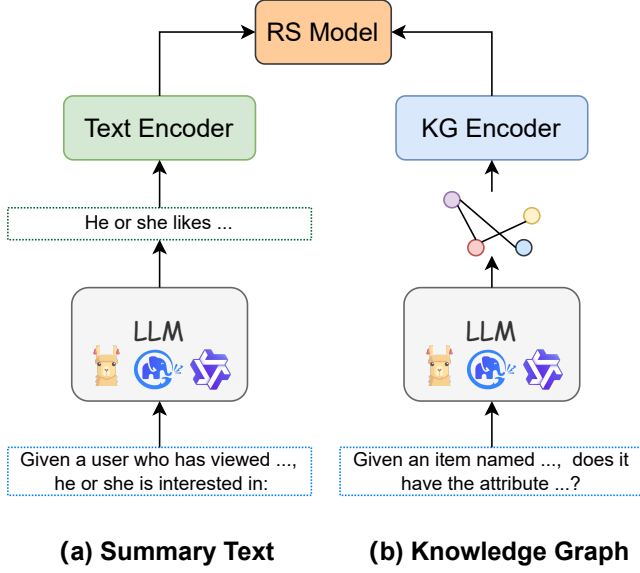 RS Model
Text Encoder
KG Encoder
He or she likes ...
LLM
LLM
Given a user who has viewed ...,
he or she is interested in:
Given an item named ..., does it
have the attribute ...?
(a) Summary Text
(b) Knowledge Graph